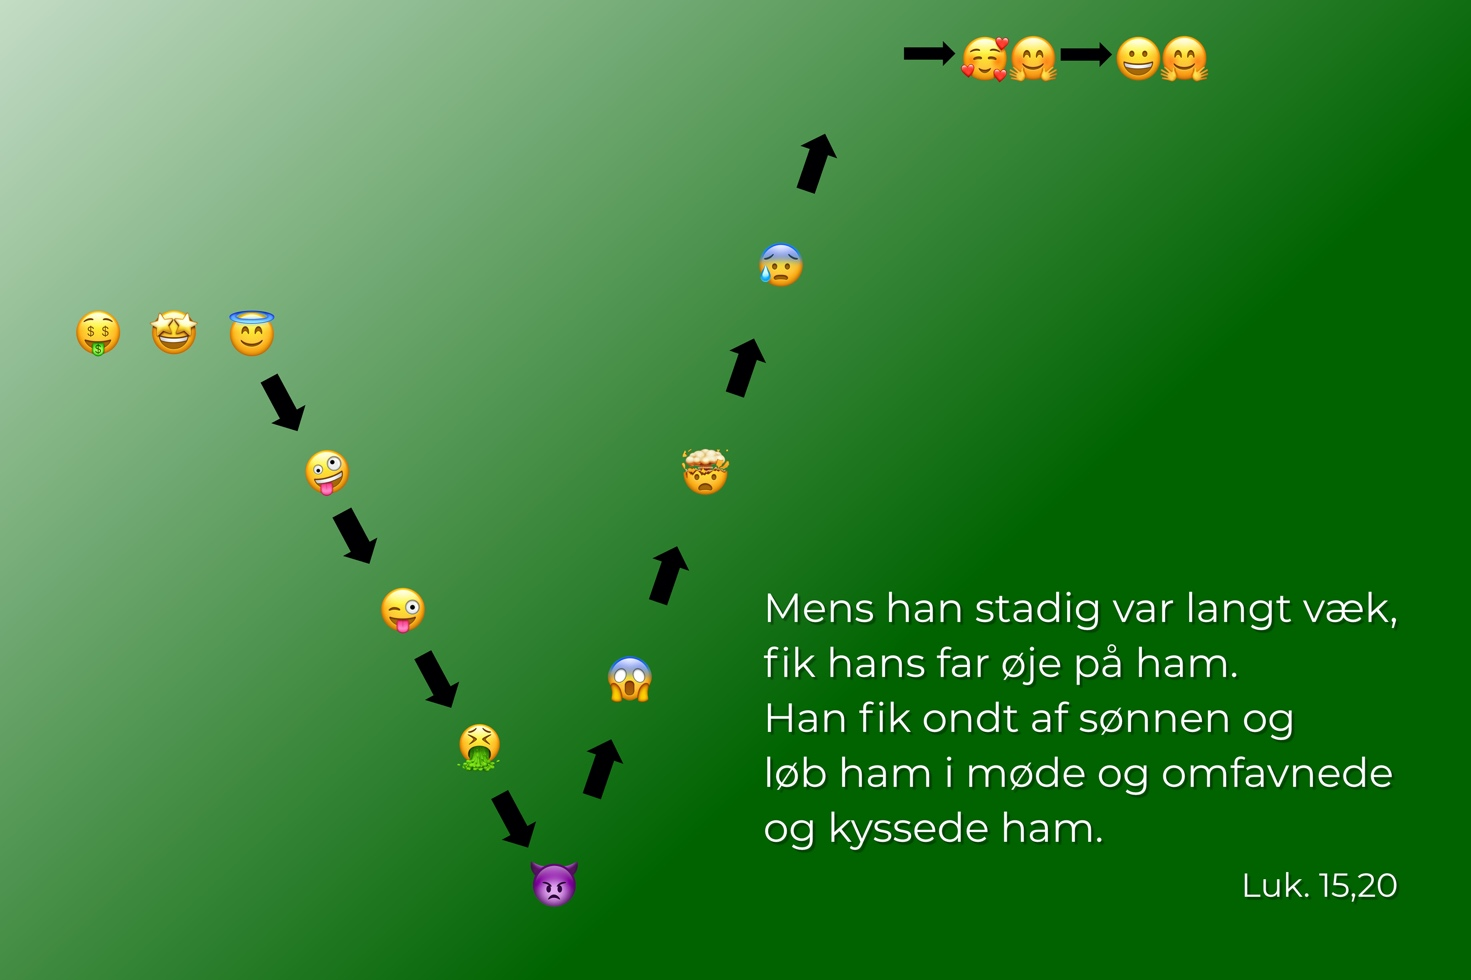 Mens han stadig var langt væk,
fik hans far øje på ham.
Han fik ondt af sønnen og
løb ham i møde og omfavnede
og kyssede ham.
Luk. 15,20